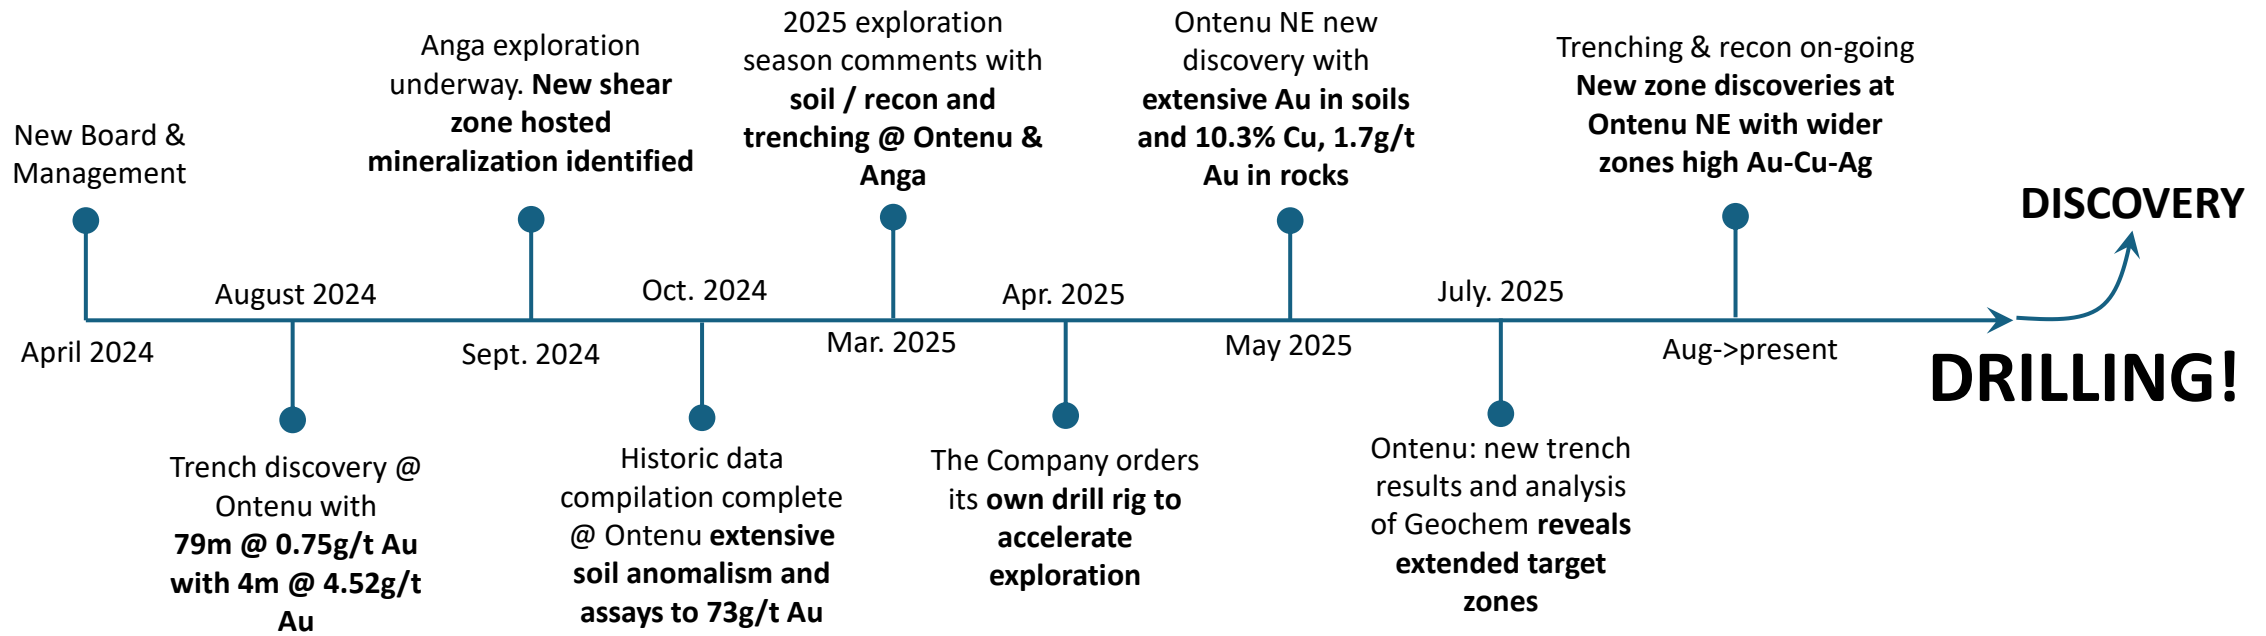 New Board &
Management
April 2024
August 2024
Trench discovery @
Ontenu with
79m @ 0.75g/t Au
with 4m @ 4.52g/t
Au
Anga exploration
underway. New shear
zone hosted
mineralization identified
Sept. 2024
Oct. 2024
Historic data
compilation complete
@ Ontenu extensive
soil anomalism and
assays to 73g/t Au
2025 exploration
season comments with
soil / recon and
trenching @ Ontenu &
Anga
Mar. 2025
Apr. 2025
The Company orders
its own drill rig to
accelerate
exploration
Ontenu NE new
discovery with
extensive Au in soils
and 10.3% Cu, 1.7g/t
Au in rocks
May 2025
July. 2025
Ontenu: new trench
results and analysis
of Geochem reveals
extended target
zones
Trenching & recon on-going
New zone discoveries at
Ontenu NE with wider
zones high Au-Cu-Ag
Aug->present
DISCOVERY
DRILLING!